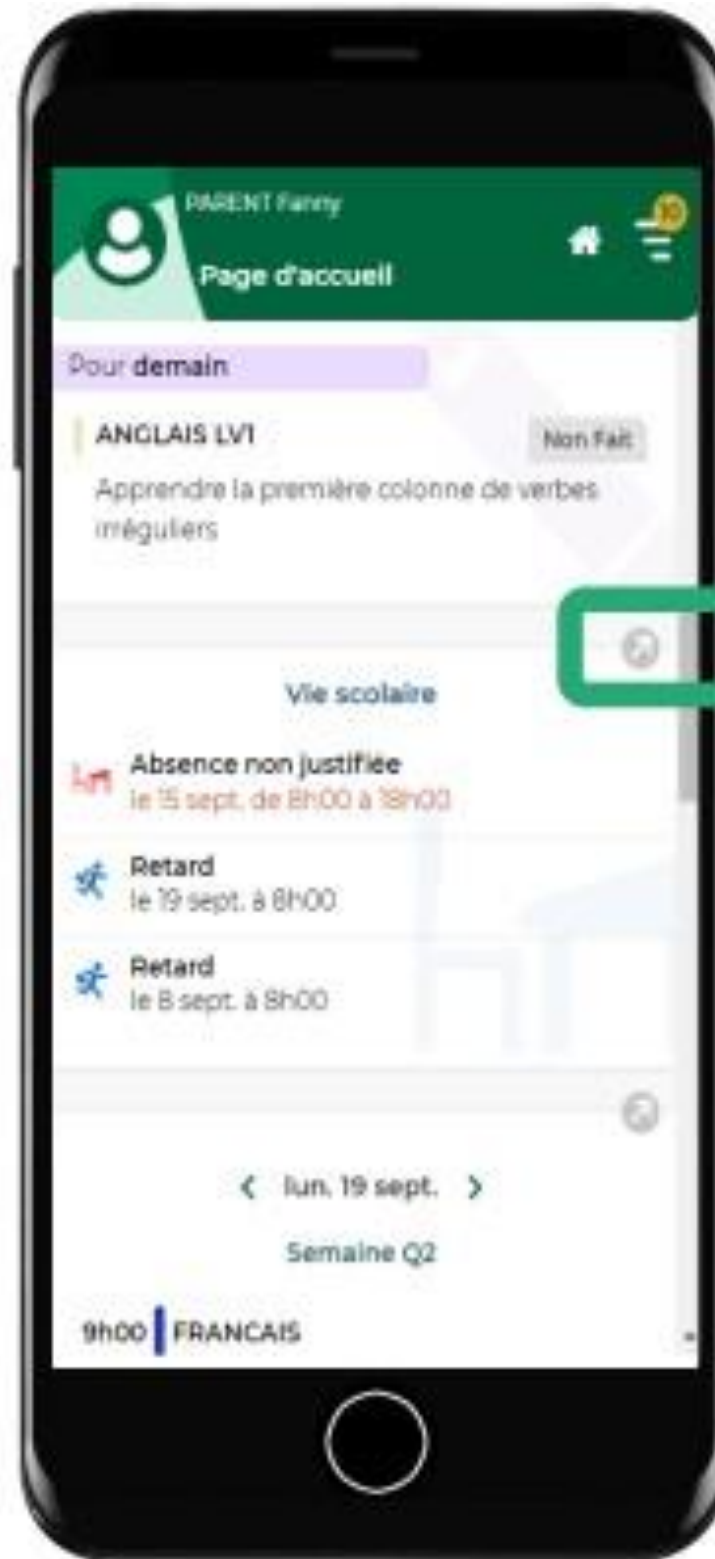 PARENT Fanny
10
Page d'accueil
Pour demain
ANGLAIS LV1
Non Fait
Apprendre la première colonne de verbes
irréguliers
Vie scolaire
Absence non justifiée
le 15 sept. de 8h00 à 18h00
Retard
le 19 sept. à 8h00
Retard
le 8 sept. à 8h00
< lun. 19 sept. >
Semaine Q2
9h00 FRANCAIS